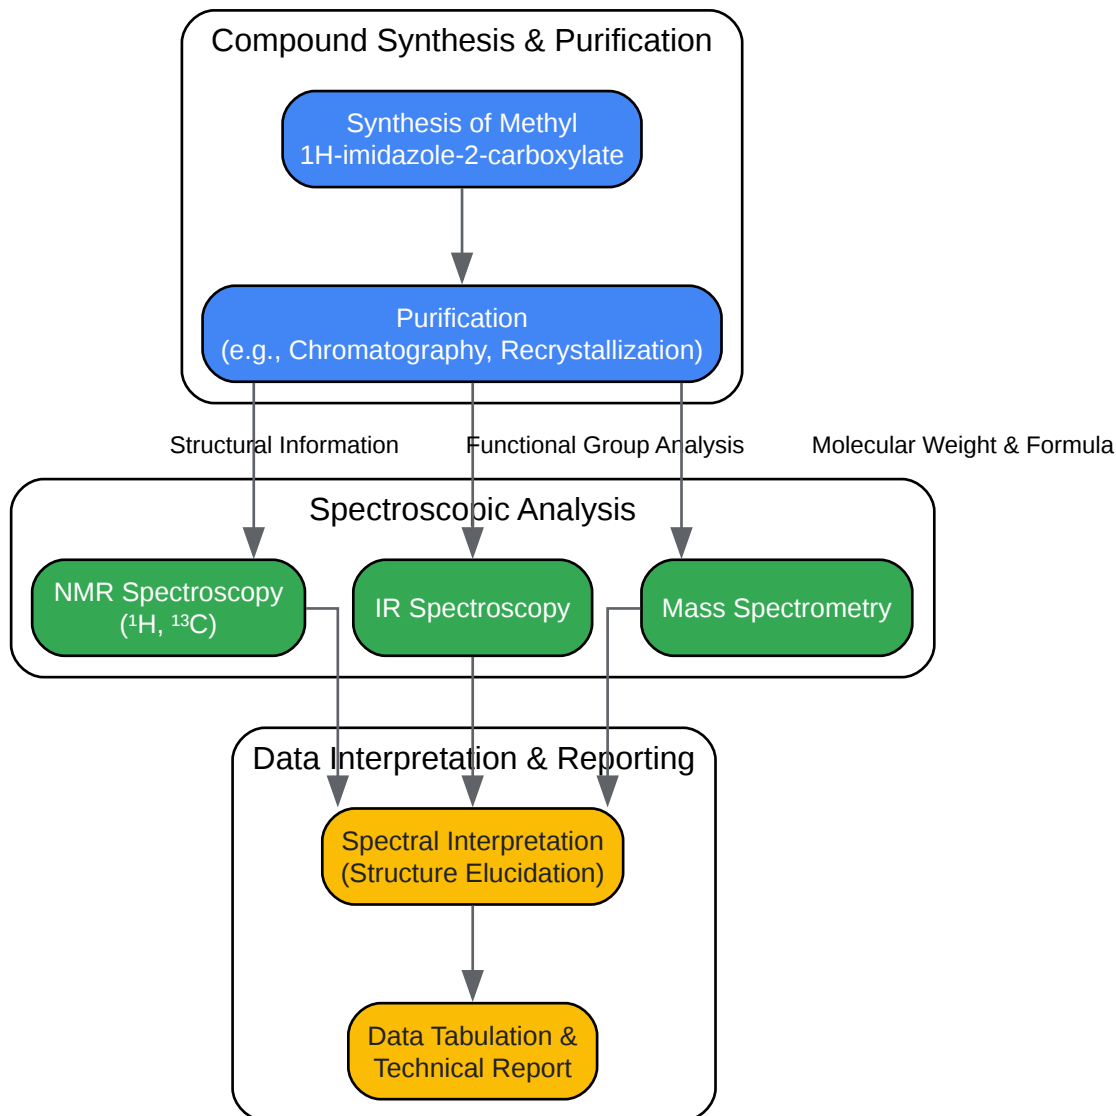 Compound Synthesis & Purification
Synthesis of Methyl
1H-imidazole-2-carboxylate
Purification
(e.g., Chromatography, Recrystallization)
Structural Information
Functional Group Analysis
Molecular Weight & Formula
Spectroscopic Analysis
NMR Spectroscopy
(¹H, ¹³C)
IR Spectroscopy
Mass Spectrometry
Data Interpretation & Reporting
Spectral Interpretation
(Structure Elucidation)
Data Tabulation &
Technical Report